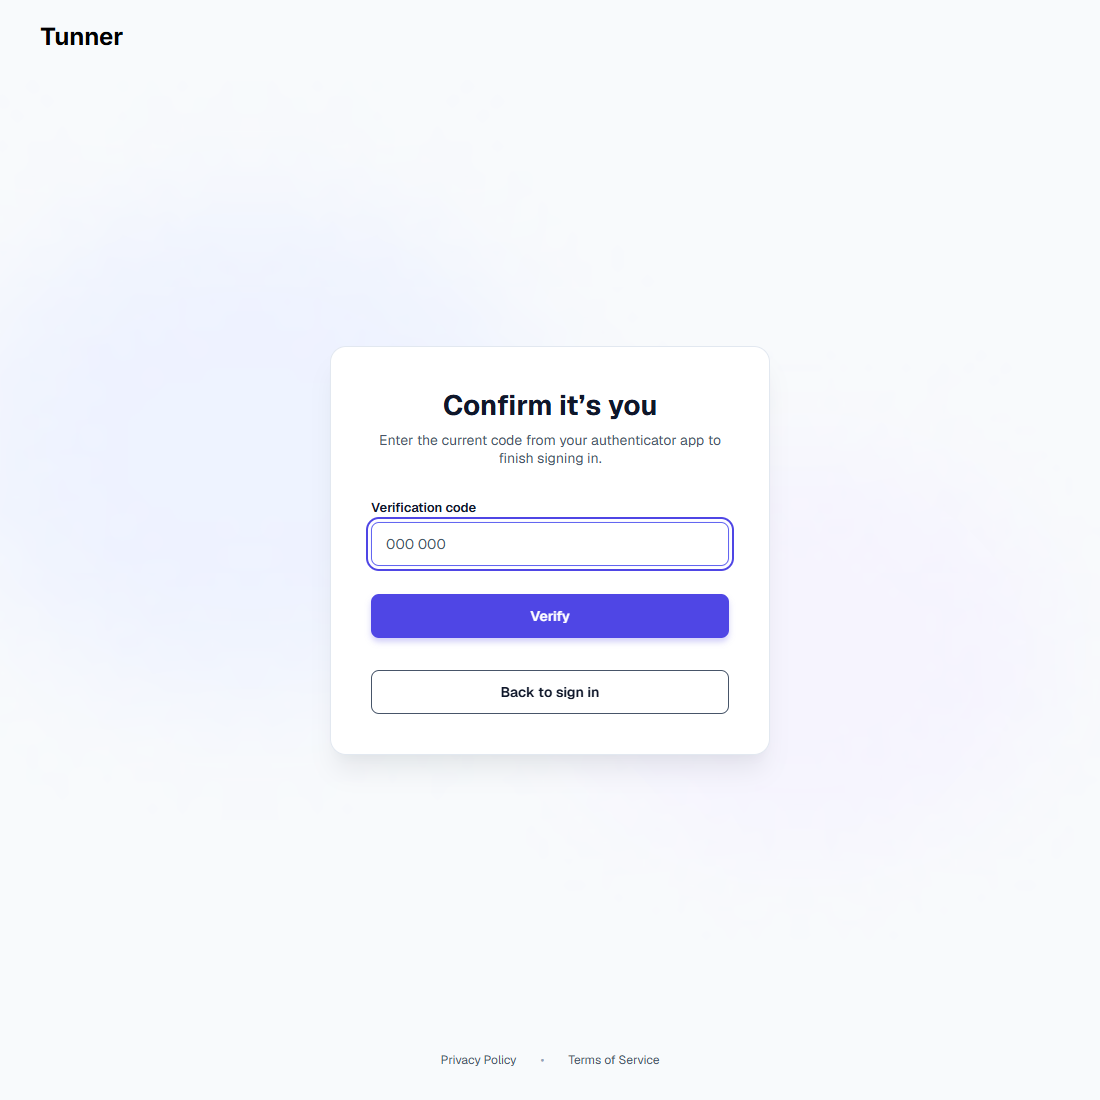 Tunner
Confirm it’s you
Enter the current code from your authenticator app to
finish signing in.
Verification code
000 000
Verify
Back to sign in
Privacy Policy • Terms of Service